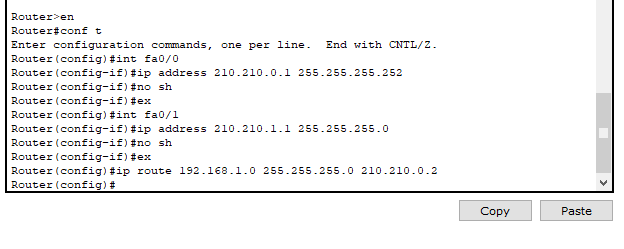 Router>en
Router#conf t
Enter configuration commands, one per line.  End with CNTL/Z.
Router(config)#int fa0/0
Router(config-if)#ip address 210.210.0.1 255.255.255.252
Router(config-if)#no sh
Router(config-if)#ex
Router(config)#int fa0/1
Router(config-if)#ip address 210.210.1.1 255.255.255.0
Router(config-if)#no sh
Router(config-if)#ex
Router(config)#ip route 192.168.1.0 255.255.255.0 210.210.0.2
Router(config)#
Copy
Paste